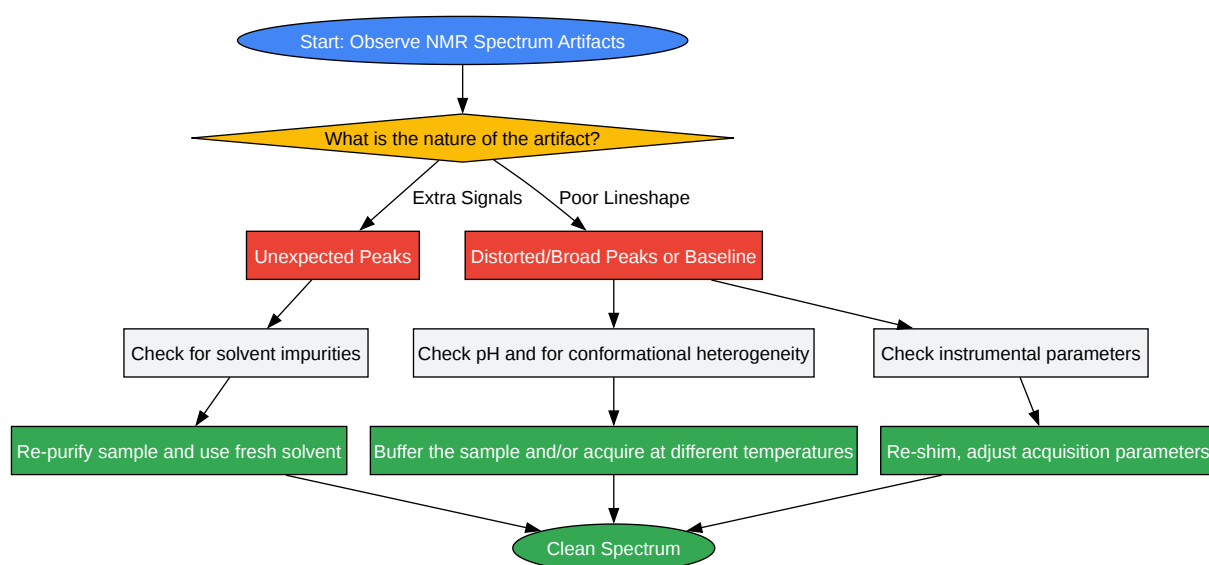 Start: Observe NMR Spectrum Artifacts
What is the nature of the artifact?
Extra Signals
Poor Lineshape
Unexpected Peaks
Distorted/Broad Peaks or Baseline
Check for solvent impurities
Check pH and for conformational heterogeneity
Check instrumental parameters
Re-purify sample and use fresh solvent
Buffer the sample and/or acquire at different temperatures
Re-shim, adjust acquisition parameters
Clean Spectrum